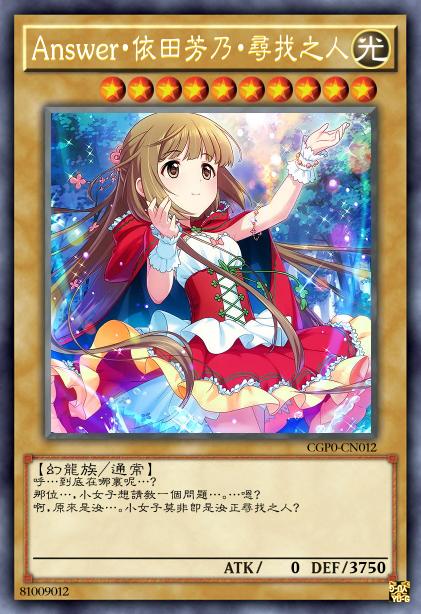 Answer·依田芳乃·尋找之人
光
CGP0-CN012
【幻龍族／通常】
呼…到底在哪裏呢…？
那位…,小女子想請教一個問題…。…嗯？
啊,原來是汝…。小女子莫非即是汝正尋找之人？
ATK/ 0 DEF/3750
81009012